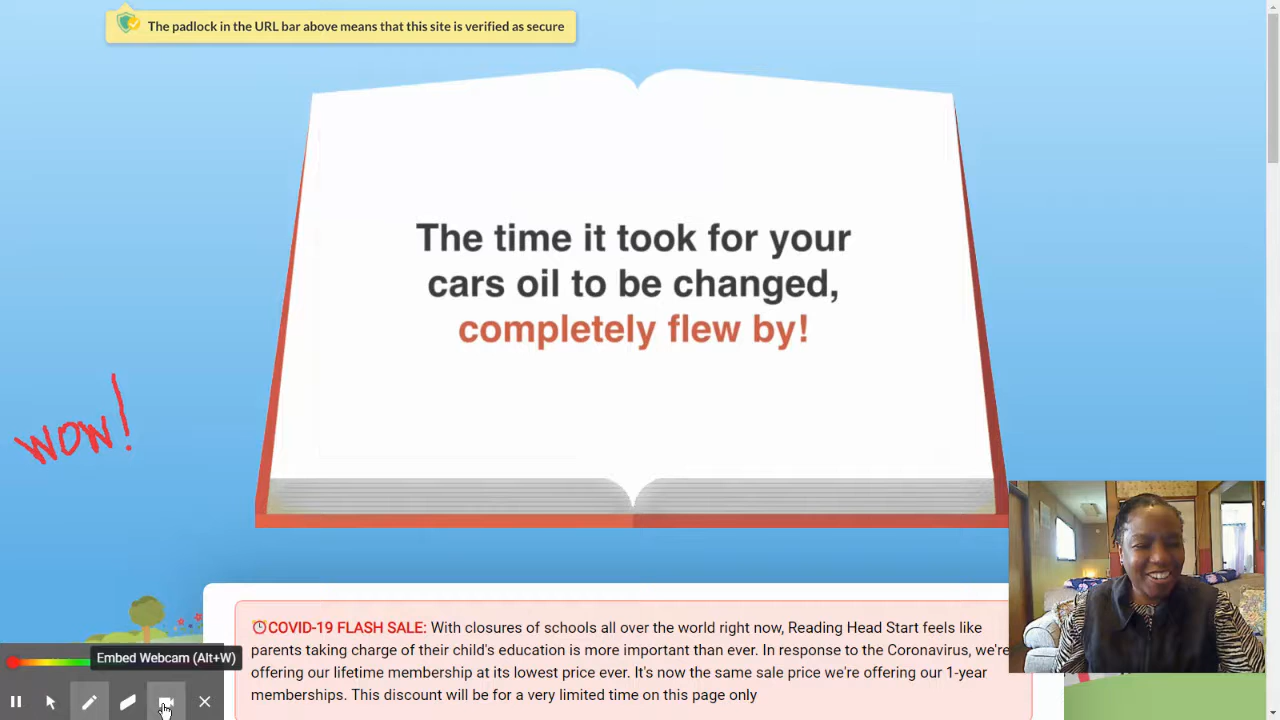 The padlock in the URL bar above means that this site is verified as secure
The time it took for your
cars oil to be changed,
completely flew by!
wow!
COVID-19 FLASH SALE: With closures of schools all over the world right now, Reading Head Start feels like
parents taking charge of their child's education is more important than ever. In response to the Coronavirus, we're
offering our lifetime membership at its lowest price ever. It's now the same sale price we're offering our 1-year
memberships. This discount will be for a very limited time on this page only
Embed Webcam (Alt+W)